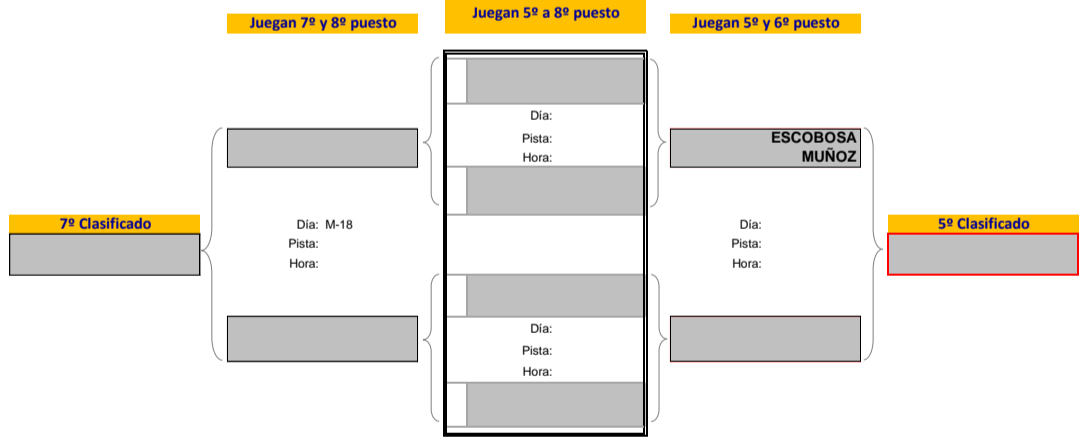 Juegan 7º y 8º puesto
Juegan 5º a 8º puesto
Juegan 5º y 6º puesto
Día:
Pista:
Hora:
ESCOBOSA
MUÑOZ
7º Clasificado
Día: M-18
Pista:
Hora:
Día:
Pista:
Hora:
5º Clasificado
Día:
Pista:
Hora: